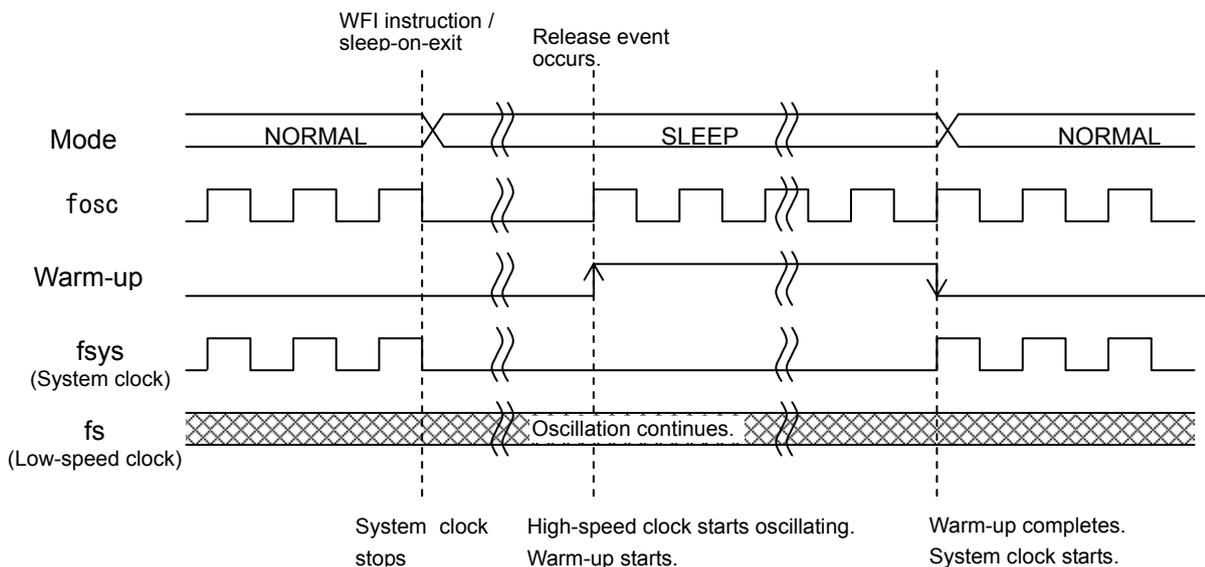 WFI instruction /
sleep-on-exit
Release event
occurs.
Mode
NORMAL
SLEEP
NORMAL
fosc
Warm-up
fsys
(System clock)
fs
(Low-speed clock)
Oscillation continues.
System clock
stops
High-speed clock starts oscillating.
Warm-up starts.
Warm-up completes.
System clock starts.